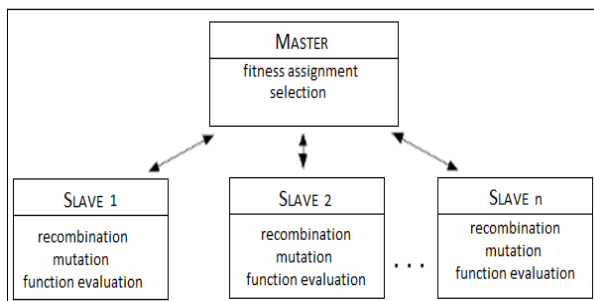 MASTER
fitness assignment
selection
SLAVE 1
recombination
mutation
function evaluation
SLAVE 2
recombination
mutation
function evaluation
...
SLAVE n
recombination
mutation
function evaluation